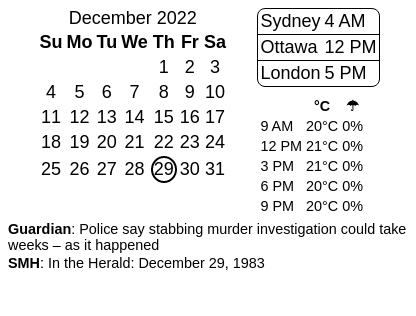 December 2022
Su Mo Tu We Th Fr Sa
1 2 3
4 5 6 7 8 9 10
11 12 13 14 15 16 17
18 19 20 21 22 23 24
25 26 27 28 29 30 31
Sydney 4 AM
Ottawa 12 PM
London 5 PM
°C ☂
9 AM 20°C 0%
12 PM 21°C 0%
3 PM 21°C 0%
6 PM 20°C 0%
9 PM 20°C 0%
Guardian: Police say stabbing murder investigation could take
weeks – as it happened
SMH: In the Herald: December 29, 1983